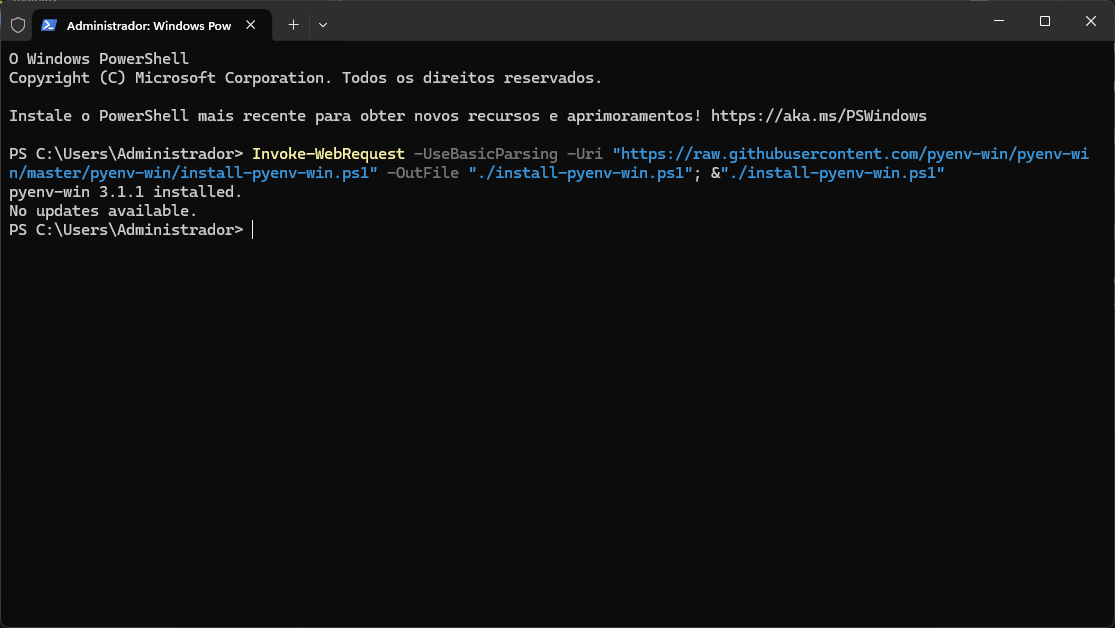 Administrador: Windows Pow
O Windows PowerShell
Copyright (C) Microsoft Corporation. Todos os direitos reservados.
Instale o PowerShell mais recente para obter novos recursos e aprimoramentos! https://aka.ms/PSWindows
PS C:\Users\Administrador> Invoke-WebRequest -UseBasicParsing -Uri "https://raw.githubusercontent.com/pyenv-win/pyenv-wi
n/master/pyenv-win/install-pyenv-win.ps1" -OutFile "./install-pyenv-win.ps1"; &"./install-pyenv-win.ps1"
pyenv-win 3.1.1 installed.
No updates available.
PS C:\Users\Administrador>